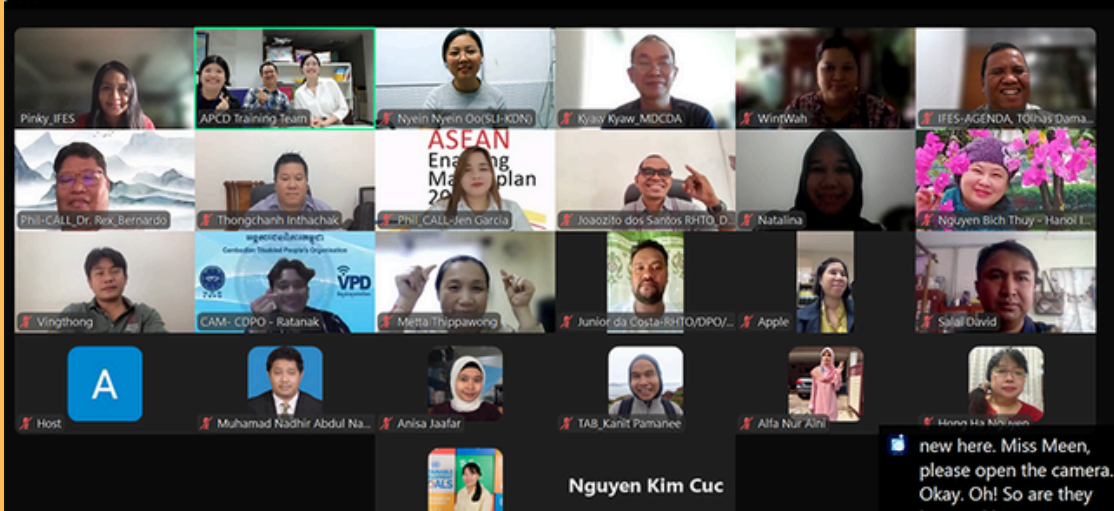 Pinky_IFES
APCD Training Team
Nyein Nyein Oo(SLI-KDN)
Kyaw Kyaw_MDCDA
WintWah
IFES-AGENDA, TOlhas Dama...
ASEAN
Enabling
Masterplan
Phil-CALL_Dr. Rex_Bernardo
Thongchanh Inthachak
Phil_CALL-Jen Garcia
Joaozito dos Santos RHTO_D...
Natalina
Nguyen Bich Thuy - Hanoi I...
Cambodian Disabled People's Organisation
VPD
Vingthong
CAM- CDPO - Ratanak
Metta Thippawong
Junior da Costa-RHTO/DPO/...
Apple
Salai David
A
Host
Muhamad Nadhir Abdul Na...
Anisa Jaafar
TAB_Kanit Pamanee
Alfa Nur Aini
Hong Ha Nguyen
Nguyen Kim Cuc
new here. Miss Meen,
please open the camera.
Okay. Oh! So are they